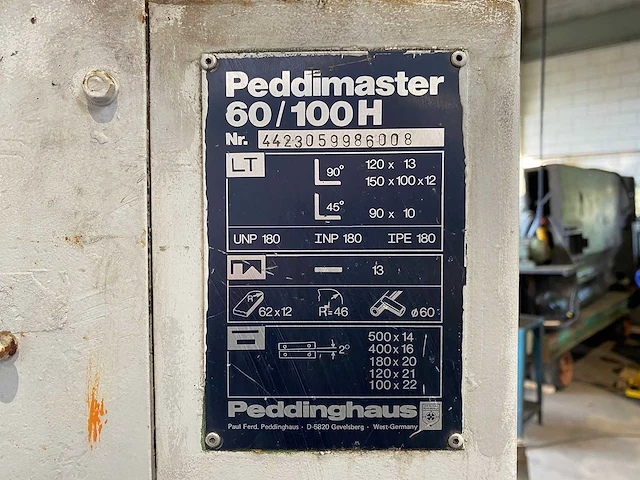 Peddimaster
60/100H
Nr. 4423059986008
LT 90° 120 x 13
150 x 100 x 12
45° 90 x 10
UNP 180 INP 180 IPE 180
13
62 x 12 R=46 ø 60
2° 500 x 14
400 x 16
180 x 20
120 x 21
100 x 22
Peddinghaus
Paul Ferd. Peddinghaus · D-5820 Gevelsberg · West-Germany